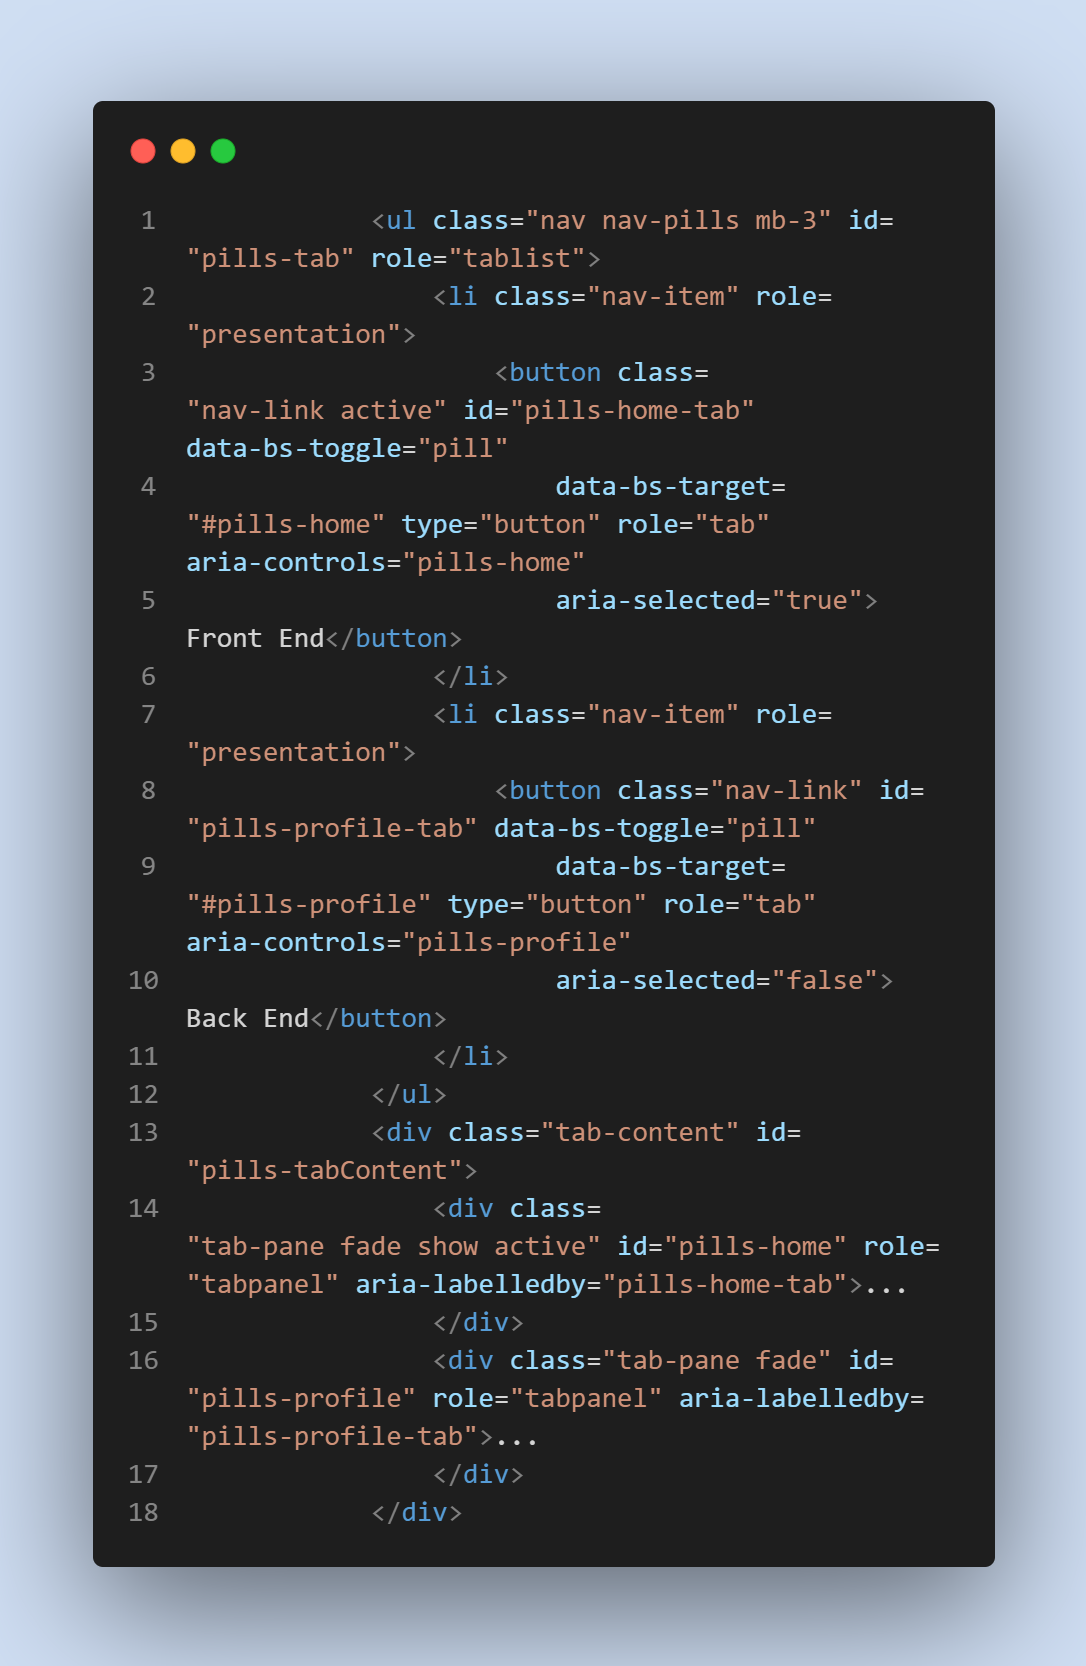 1 <ul class="nav nav-pills mb-3" id=
"pills-tab" role="tablist">
2 <li class="nav-item" role=
"presentation">
3 <button class=
"nav-link active" id="pills-home-tab"
data-bs-toggle="pill"
4 data-bs-target=
"#pills-home" type="button" role="tab"
aria-controls="pills-home"
5 aria-selected="true">
Front End</button>
6 </li>
7 <li class="nav-item" role=
"presentation">
8 <button class="nav-link" id=
"pills-profile-tab" data-bs-toggle="pill"
9 data-bs-target=
"#pills-profile" type="button" role="tab"
aria-controls="pills-profile"
10 aria-selected="false">
Back End</button>
11 </li>
12 </ul>
13 <div class="tab-content" id=
"pills-tabContent">
14 <div class=
"tab-pane fade show active" id="pills-home" role=
"tabpanel" aria-labelledby="pills-home-tab">...
15 </div>
16 <div class="tab-pane fade" id=
"pills-profile" role="tabpanel" aria-labelledby=
"pills-profile-tab">...
17 </div>
18 </div>